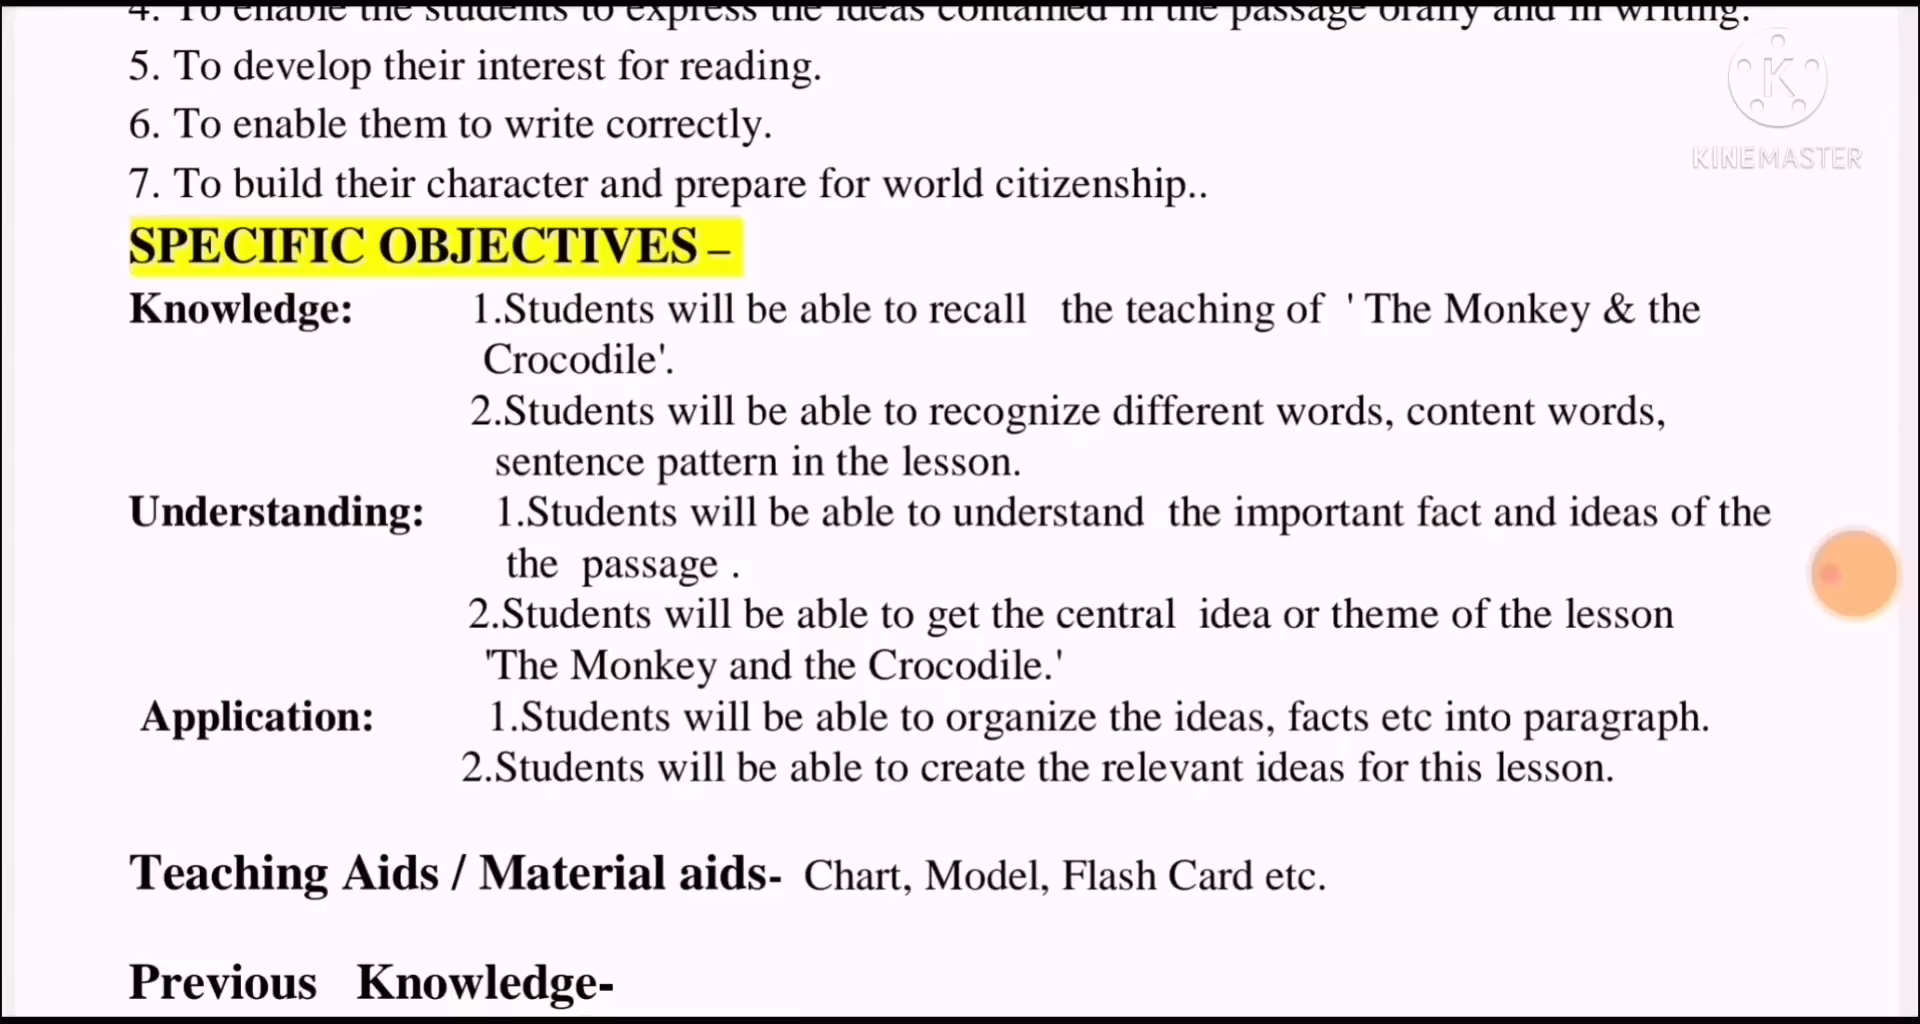 4. To enable the students to express the ideas contained in the passage orally and in writing.
5. To develop their interest for reading.
6. To enable them to write correctly.
7. To build their character and prepare for world citizenship..
K
KINEMASTER
SPECIFIC OBJECTIVES –
Knowledge: 1.Students will be able to recall the teaching of ' The Monkey & the
Crocodile'.
2.Students will be able to recognize different words, content words,
sentence pattern in the lesson.
Understanding: 1.Students will be able to understand the important fact and ideas of the
the passage .
2.Students will be able to get the central idea or theme of the lesson
'The Monkey and the Crocodile.'
Application: 1.Students will be able to organize the ideas, facts etc into paragraph.
2.Students will be able to create the relevant ideas for this lesson.
Teaching Aids / Material aids- Chart, Model, Flash Card etc.
Previous Knowledge-